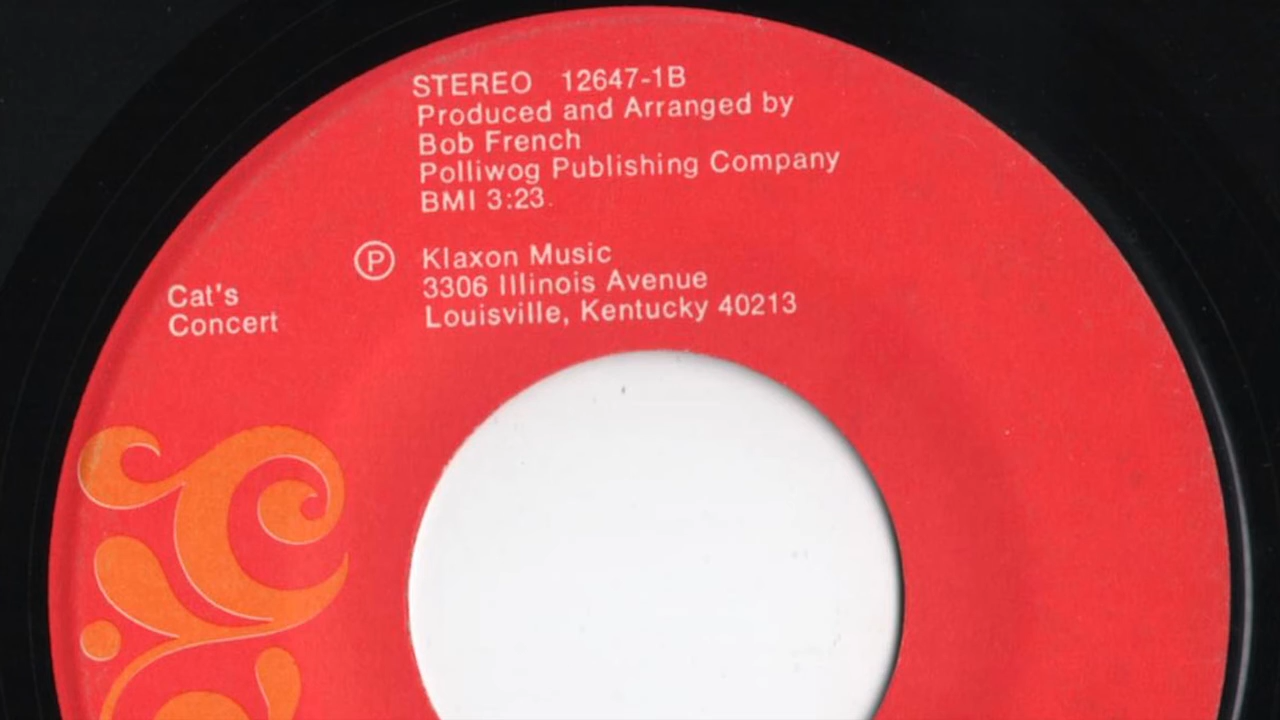 STEREO 12647-1B
Produced and Arranged by
Bob French
Polliwog Publishing Company
BMI 3:23.
Ⓟ Klaxon Music
3306 Illinois Avenue
Louisville, Kentucky 40213
Cat's
Concert